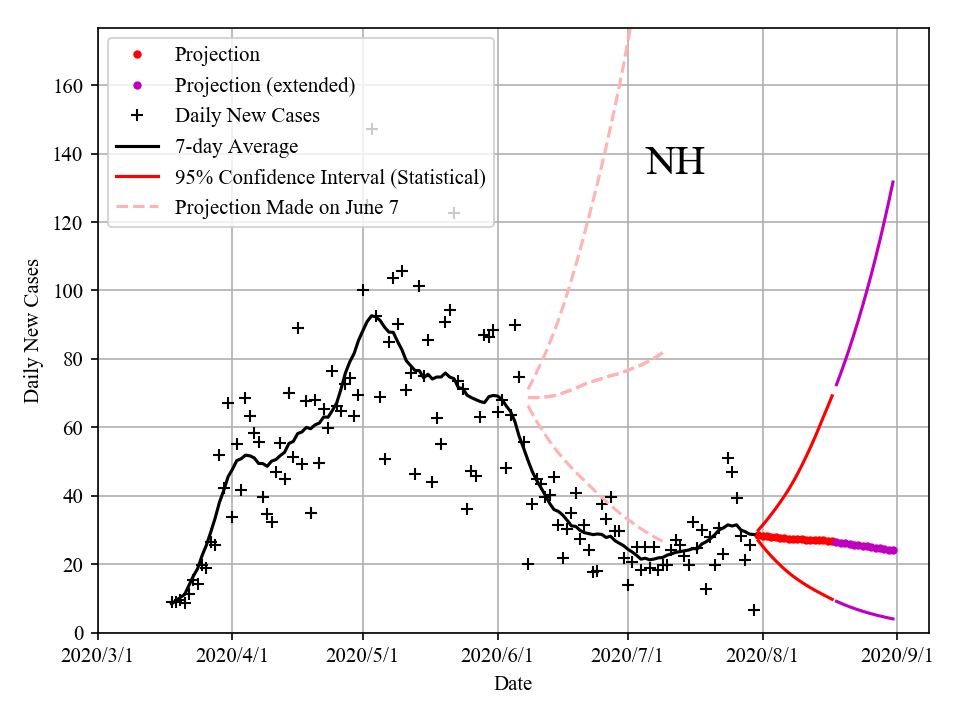 Projection
Projection (extended)
Daily New Cases
7-day Average
95% Confidence Interval (Statistical)
Projection Made on June 7
NH
160
140
120
100
80
60
40
20
0
Daily New Cases
2020/3/1 2020/4/1 2020/5/1 2020/6/1 2020/7/1 2020/8/1 2020/9/1
Date